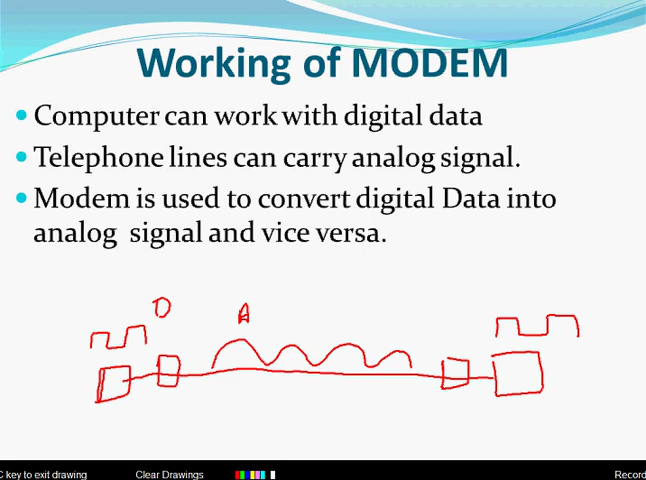 Working of MODEM
Computer can work with digital data
Telephone lines can carry analog signal.
Modem is used to convert digital Data into
analog signal and vice versa.
D
A
C key to exit drawing Clear Drawings Record